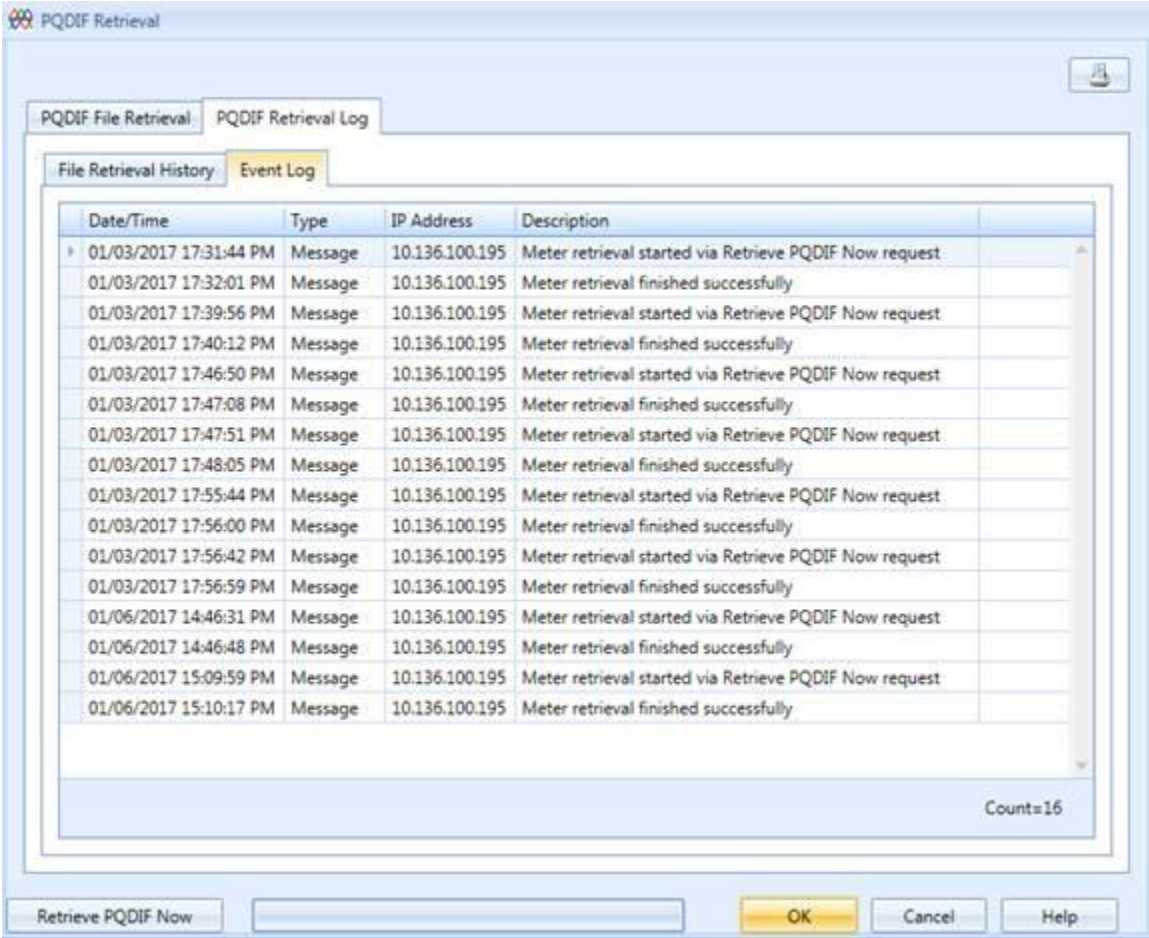 PQDIF Retrieval
PQDIF File Retrieval PQDIF Retrieval Log
File Retrieval History Event Log
Date/Time Type IP Address Description
01/03/2017 17:31:44 PM Message 10.136.100.195 Meter retrieval started via Retrieve PQDIF Now request
01/03/2017 17:32:01 PM Message 10.136.100.195 Meter retrieval finished successfully
01/03/2017 17:39:56 PM Message 10.136.100.195 Meter retrieval started via Retrieve PQDIF Now request
01/03/2017 17:40:12 PM Message 10.136.100.195 Meter retrieval finished successfully
01/03/2017 17:46:50 PM Message 10.136.100.195 Meter retrieval started via Retrieve PQDIF Now request
01/03/2017 17:47:08 PM Message 10.136.100.195 Meter retrieval finished successfully
01/03/2017 17:47:51 PM Message 10.136.100.195 Meter retrieval started via Retrieve PQDIF Now request
01/03/2017 17:48:05 PM Message 10.136.100.195 Meter retrieval finished successfully
01/03/2017 17:55:44 PM Message 10.136.100.195 Meter retrieval started via Retrieve PQDIF Now request
01/03/2017 17:56:00 PM Message 10.136.100.195 Meter retrieval finished successfully
01/03/2017 17:56:42 PM Message 10.136.100.195 Meter retrieval started via Retrieve PQDIF Now request
01/03/2017 17:56:59 PM Message 10.136.100.195 Meter retrieval finished successfully
01/06/2017 14:46:31 PM Message 10.136.100.195 Meter retrieval started via Retrieve PQDIF Now request
01/06/2017 14:46:48 PM Message 10.136.100.195 Meter retrieval finished successfully
01/06/2017 15:09:59 PM Message 10.136.100.195 Meter retrieval started via Retrieve PQDIF Now request
01/06/2017 15:10:17 PM Message 10.136.100.195 Meter retrieval finished successfully
Count=16
Retrieve PQDIF Now OK Cancel Help